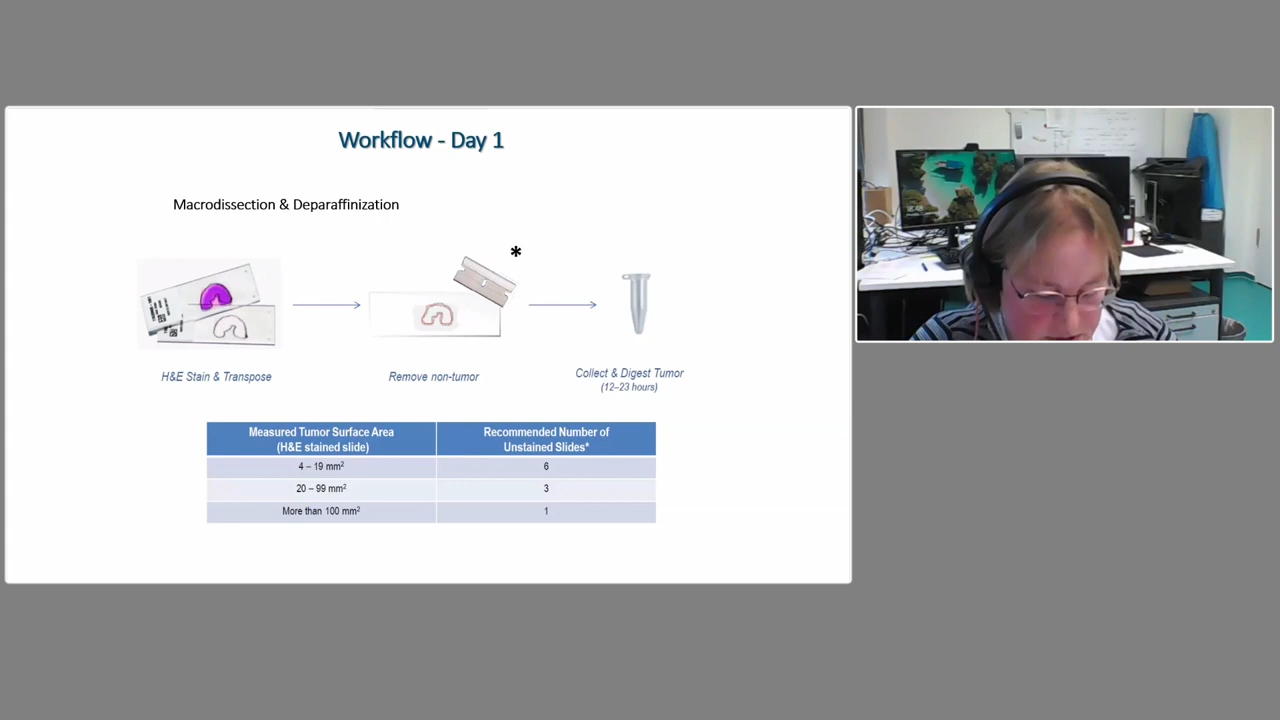 Workflow - Day 1
Macrodissection & Deparaffinization
*
H&E Stain & Transpose
Remove non-tumor
Collect & Digest Tumor
(12–23 hours)
Measured Tumor Surface Area
(H&E stained slide)
Recommended Number of
Unstained Slides*
4 – 19 mm²
6
20 – 99 mm²
3
More than 100 mm²
1